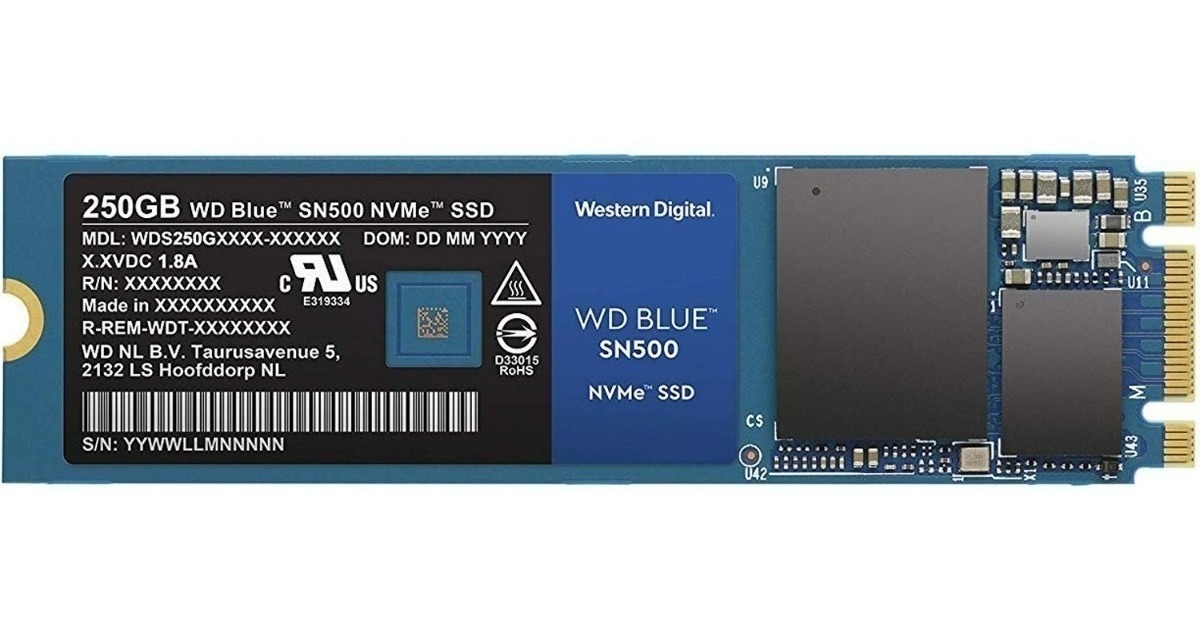 250GB WD Blue™ SN500 NVMe™ SSD
MDL: WDS250GXXXX-XXXXXX DOM: DD MM YYYY
X.XVDC 1.8A
R/N: XXXXXXXX
Made in XXXXXXXXXX
R-REM-WDT-XXXXXXXX
WD NL B.V. Taurusavenue 5,
2132 LS Hoofddorp NL
C RU US
E319334
D33015
RoHS
S/N: YYWWLLMNNNNN
Western Digital.
WD BLUE™
SN500
NVMe™ SSD
U9
CS
U42
U35
B
U11
M
U43
X1